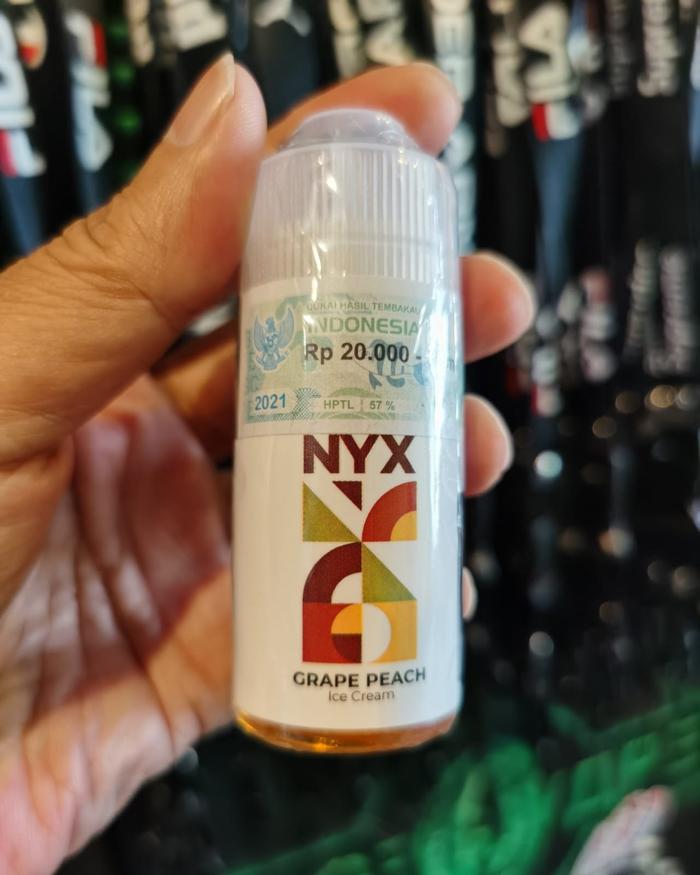 CUKAI HASIL TEMBAKAU
INDONESIA
Rp 20.000
2021
HPTL 57 %
NYX
GRAPE PEACH
Ice Cream